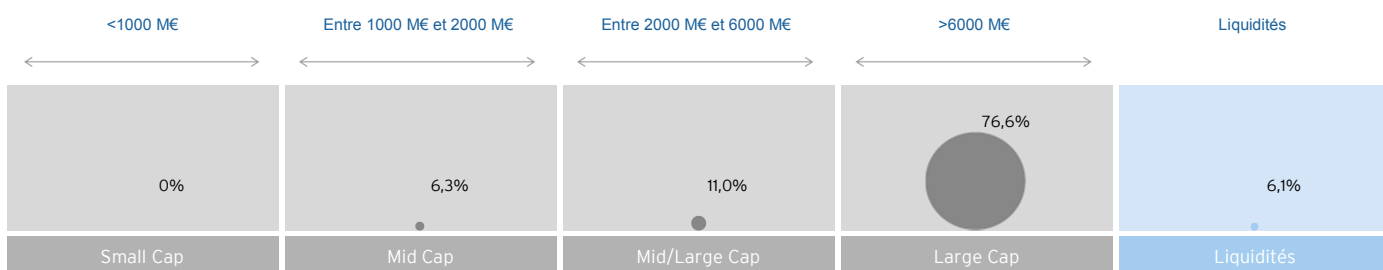 <1000 M€ Entre 1000 M€ et 2000 M€ Entre 2000 M€ et 6000 M€ >6000 M€ Liquidités
76,6%
0% 6,3% 11,0% 6,1%
Small Cap Mid Cap Mid/Large Cap Large Cap Liquidités